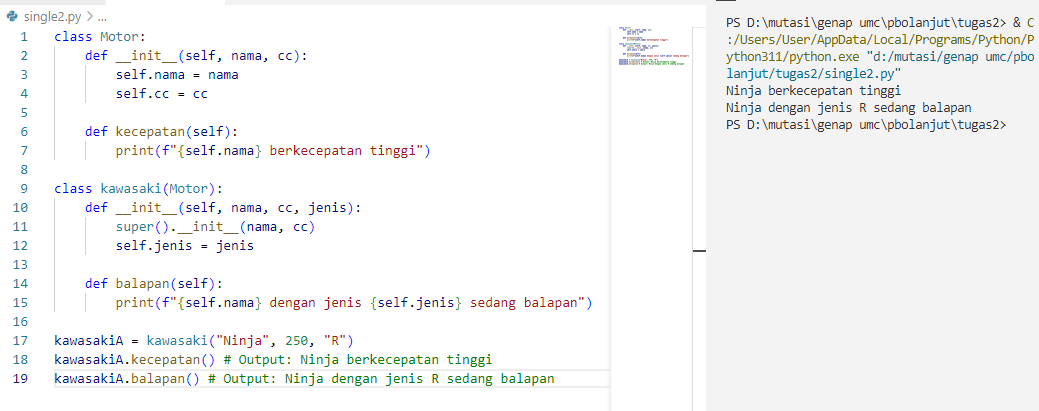 single2.py > ...
1 class Motor:
2     def __init__(self, nama, cc):
3         self.nama = nama
4         self.cc = cc
5
6     def kecepatan(self):
7         print(f"{self.nama} berkecepatan tinggi")
8
9 class kawasaki(Motor):
10     def __init__(self, nama, cc, jenis):
11         super().__init__(nama, cc)
12         self.jenis = jenis
13
14     def balapan(self):
15         print(f"{self.nama} dengan jenis {self.jenis} sedang balapan")
16
17 kawasakiA = kawasaki("Ninja", 250, "R")
18 kawasakiA.kecepatan() # Output: Ninja berkecepatan tinggi
19 kawasakiA.balapan() # Output: Ninja dengan jenis R sedang balapan
PS D:\mutasi\genap umc\pbolanjut\tugas2> & C
:/Users/User/AppData/Local/Programs/Python/P
ython311/python.exe "d:/mutasi/genap umc/pbo
lanjut/tugas2/single2.py"
Ninja berkecepatan tinggi
Ninja dengan jenis R sedang balapan
PS D:\mutasi\genap umc\pbolanjut\tugas2>